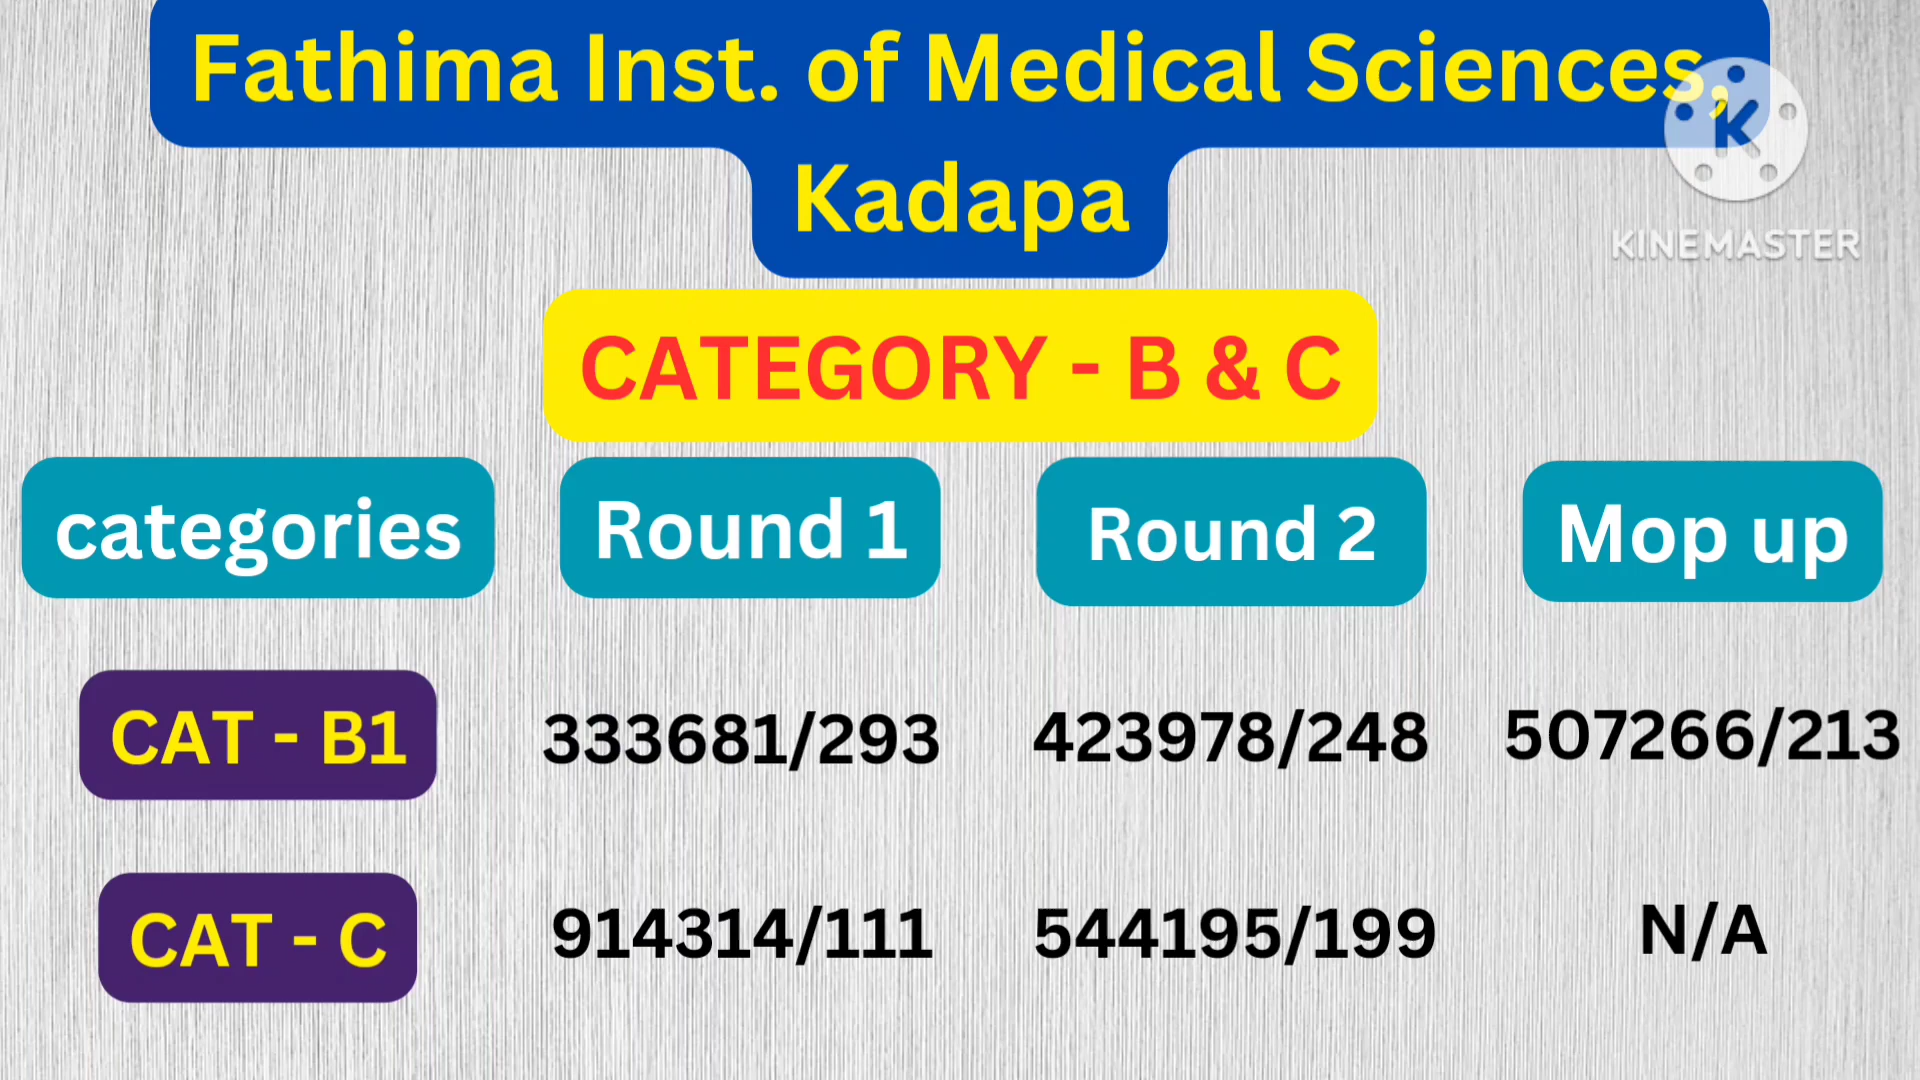 Fathima Inst. of Medical Sciences,
Kadapa
K
KINEMASTER
CATEGORY - B & C
categories Round 1 Round 2 Mop up
CAT - B1 333681/293 423978/248 507266/213
CAT - C 914314/111 544195/199 N/A